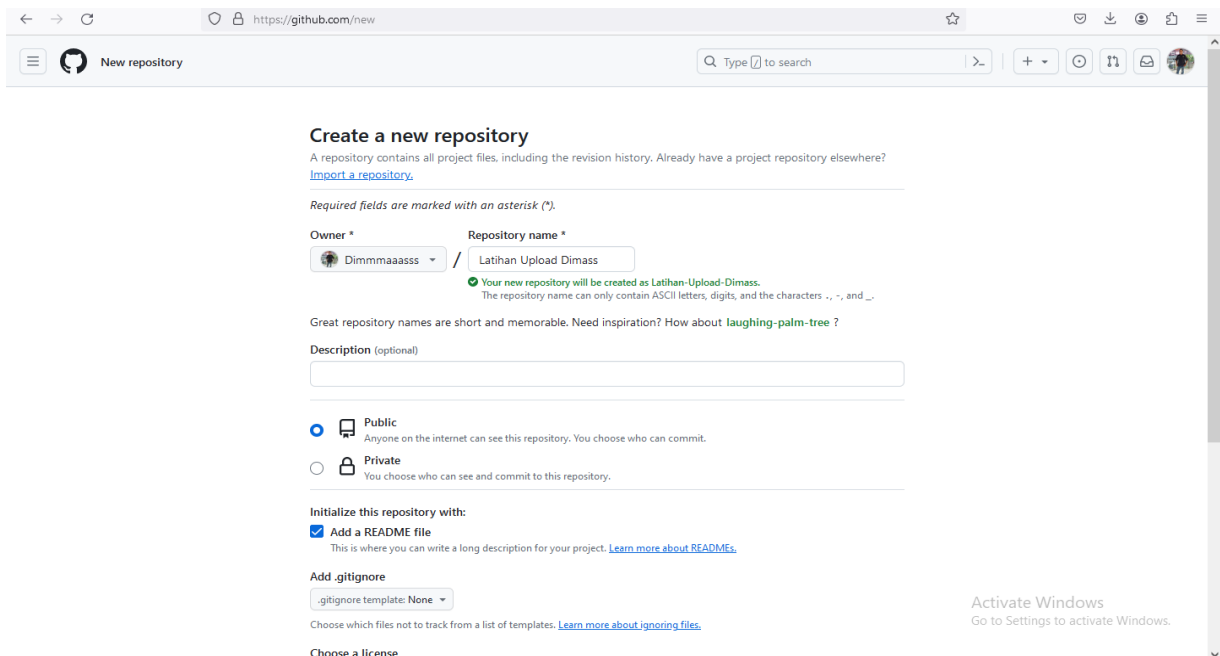 https://github.com/new
New repository
Type / to search
Create a new repository
A repository contains all project files, including the revision history. Already have a project repository elsewhere?
Import a repository.
Required fields are marked with an asterisk (*).
Owner * Repository name *
Dimmmaaasss / Latihan Upload Dimass
Your new repository will be created as Latihan-Upload-Dimass.
The repository name can only contain ASCII letters, digits, and the characters ., -, and _.
Great repository names are short and memorable. Need inspiration? How about laughing-palm-tree ?
Description (optional)
Public
Anyone on the internet can see this repository. You choose who can commit.
Private
You choose who can see and commit to this repository.
Initialize this repository with:
Add a README file
This is where you can write a long description for your project. Learn more about READMEs.
Add .gitignore
.gitignore template: None
Choose which files not to track from a list of templates. Learn more about ignoring files.
Choose a license
Activate Windows
Go to Settings to activate Windows.